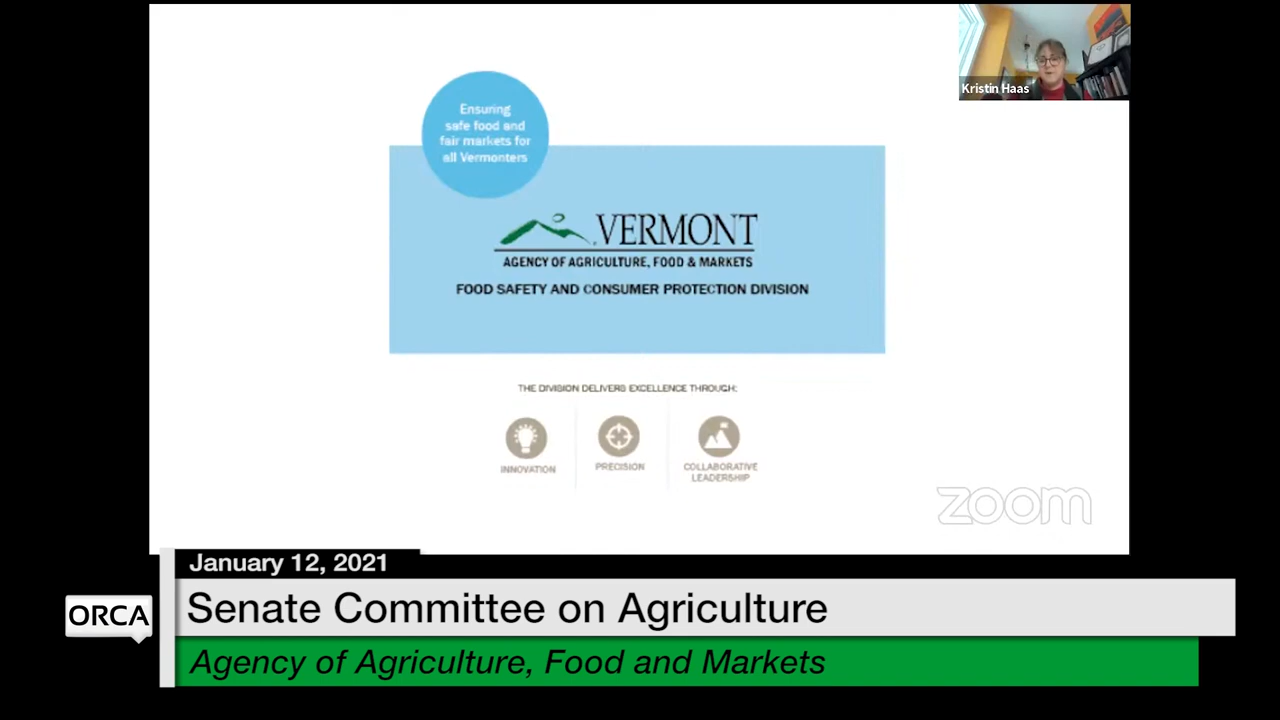 Kristin Haas
Ensuring
safe food and
fair markets for
all Vermonters
VERMONT
AGENCY OF AGRICULTURE, FOOD & MARKETS
FOOD SAFETY AND CONSUMER PROTECTION DIVISION
THE DIVISION DELIVERS EXCELLENCE THROUGH:
INNOVATION
PRECISION
COLLABORATIVE
LEADERSHIP
zoom
January 12, 2021
ORCA
Senate Committee on Agriculture
Agency of Agriculture, Food and Markets